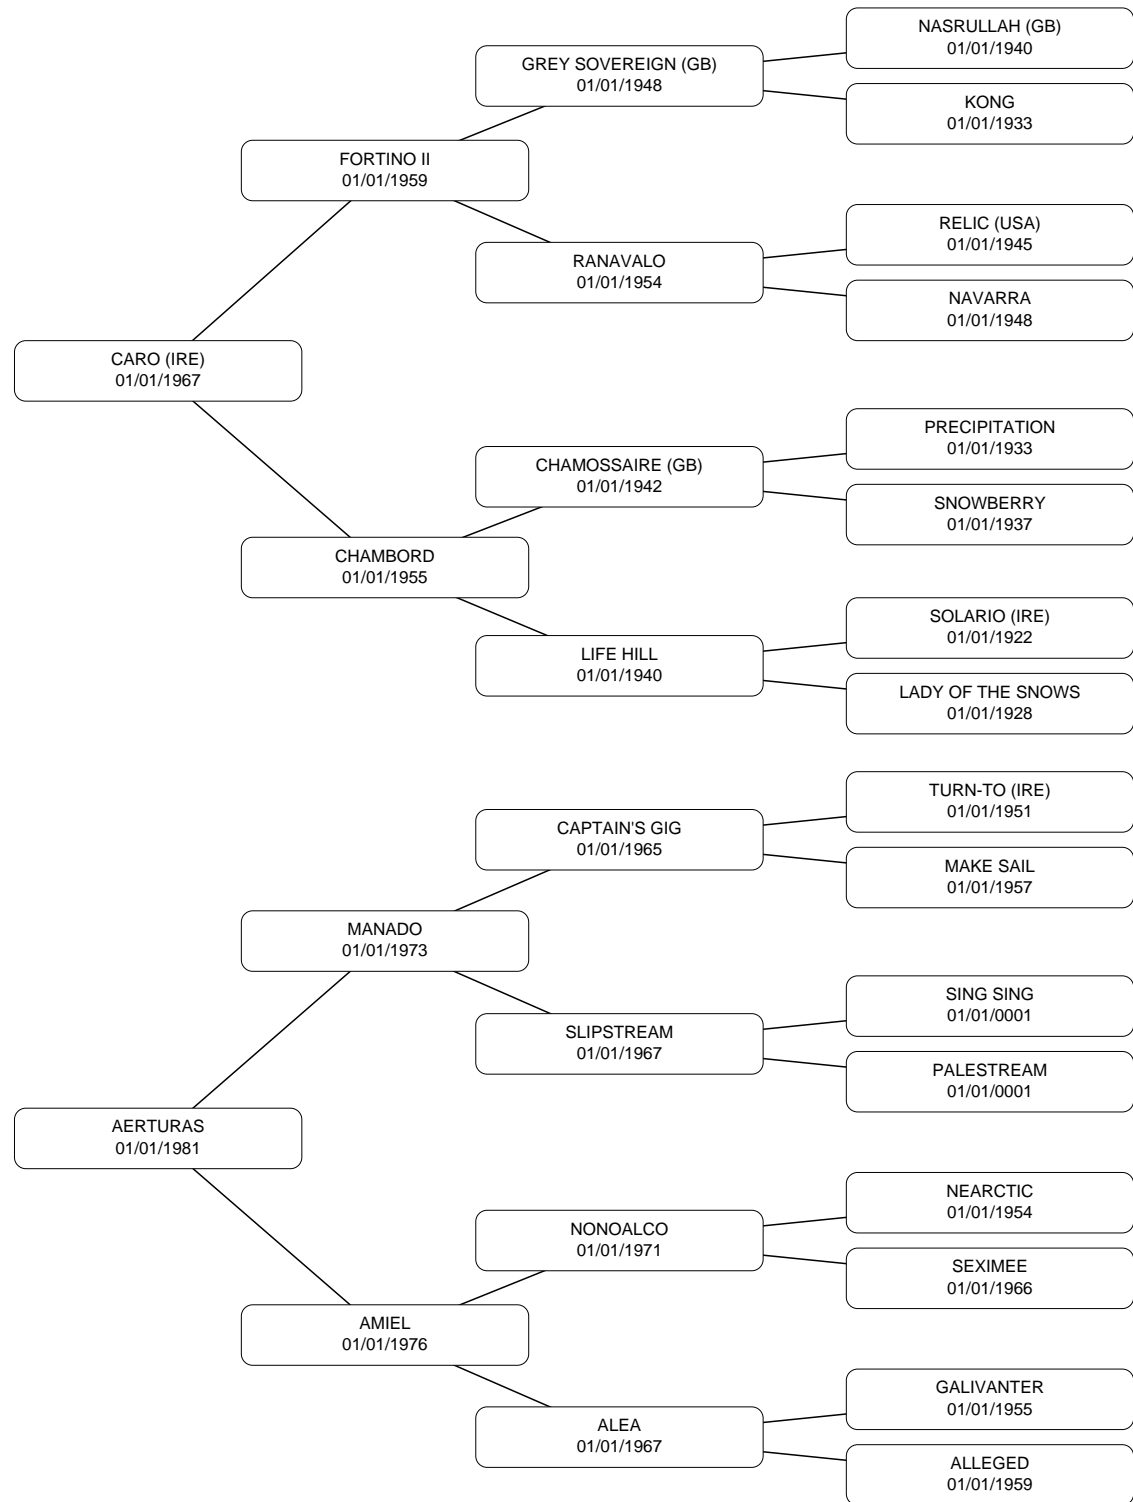 NASRULLAH (GB)
01/01/1940
GREY SOVEREIGN (GB)
01/01/1948
KONG
01/01/1933
FORTINO II
01/01/1959
RELIC (USA)
01/01/1945
RANAVALO
01/01/1954
NAVARRA
01/01/1948
CARO (IRE)
01/01/1967
PRECIPITATION
01/01/1933
CHAMOSSAIRE (GB)
01/01/1942
SNOWBERRY
01/01/1937
CHAMBORD
01/01/1955
SOLARIO (IRE)
01/01/1922
LIFE HILL
01/01/1940
LADY OF THE SNOWS
01/01/1928
TURN-TO (IRE)
01/01/1951
CAPTAIN'S GIG
01/01/1965
MAKE SAIL
01/01/1957
MANADO
01/01/1973
SING SING
01/01/0001
SLIPSTREAM
01/01/1967
PALESTREAM
01/01/0001
AERTURAS
01/01/1981
NEARCTIC
01/01/1954
NONOALCO
01/01/1971
SEXIMEE
01/01/1966
AMIEL
01/01/1976
GALIVANTER
01/01/1955
ALEA
01/01/1967
ALLEGED
01/01/1959